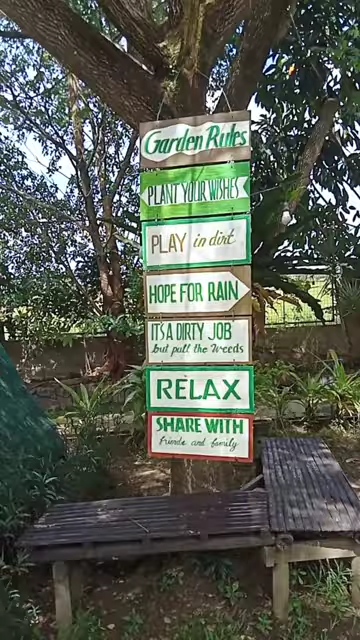 Garden Rules
PLANT YOUR WISHES
PLAY in dirt
HOPE FOR RAIN
IT'S A DIRTY JOB
but pull the weeds
RELAX
SHARE WITH
friends and family